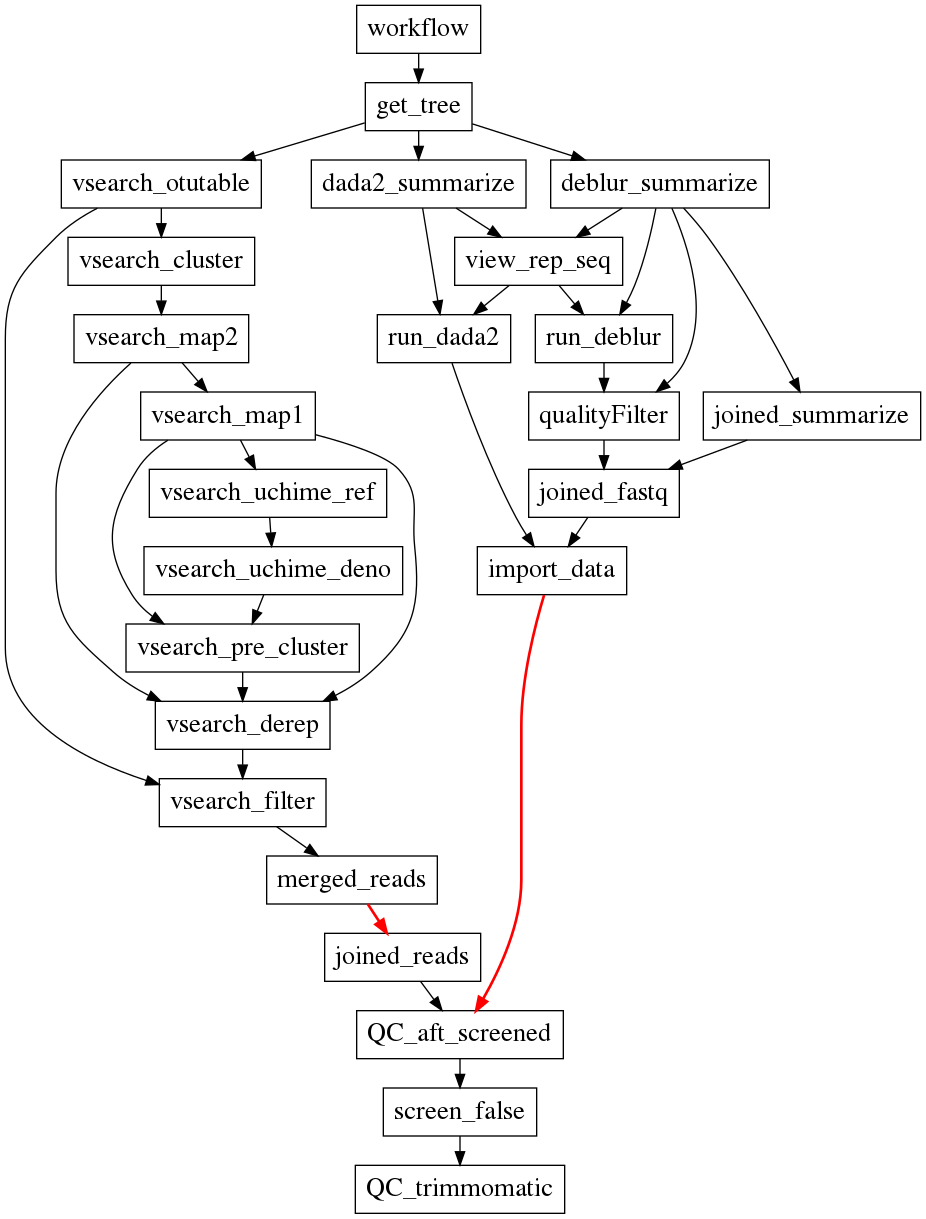 workflow
get_tree
vsearch_otutable
dada2_summarize
deblur_summarize
vsearch_cluster
view_rep_seq
vsearch_map2
run_dada2
run_deblur
vsearch_map1
qualityFilter
joined_summarize
vsearch_uchime_ref
joined_fastq
vsearch_uchime_deno
import_data
vsearch_pre_cluster
vsearch_derep
vsearch_filter
merged_reads
joined_reads
QC_aft_screened
screen_false
QC_trimmomatic